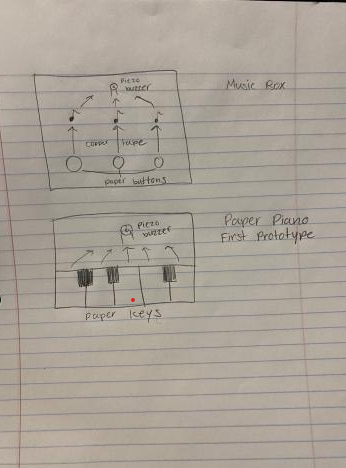 Piezo
buzzer
Music Box
copper tape
paper buttons
Piezo
buzzer
Paper Piano
First Prototype
paper keys